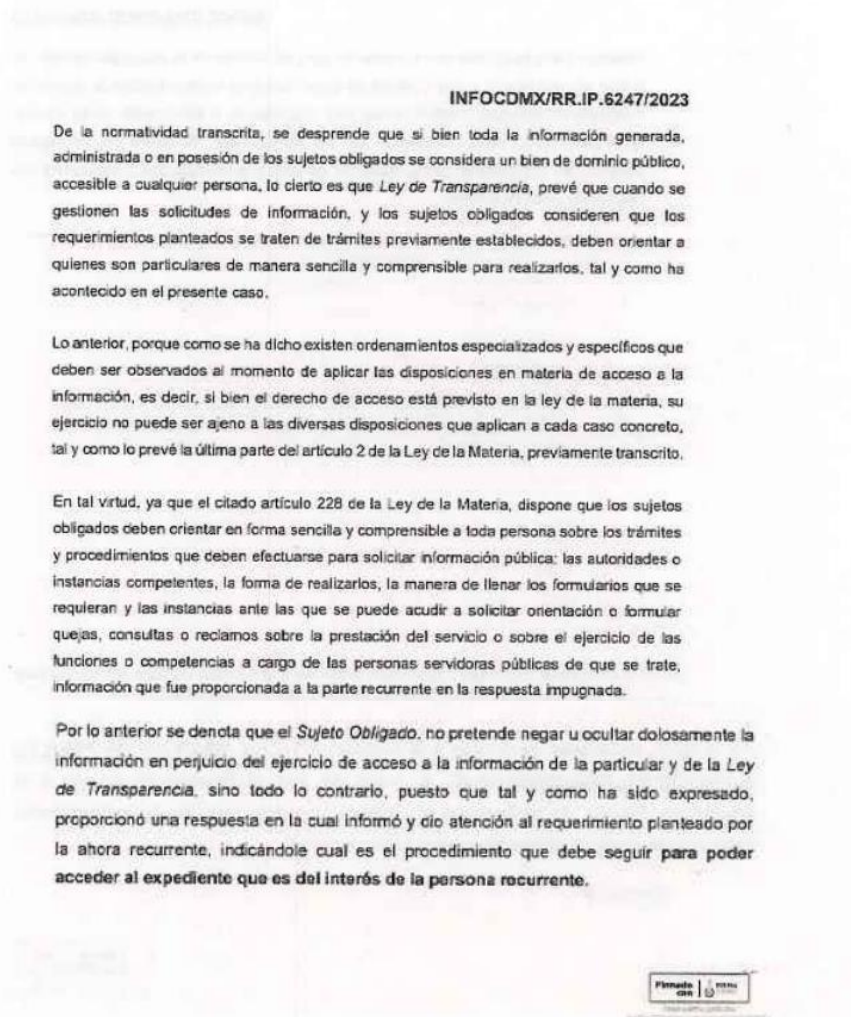 INFOCDMX/RR.IP.6247/2023
De la normatividad transcrita, se desprende que si bien toda la información generada,
administrada o en posesión de los sujetos obligados se considera un bien de dominio público,
accesible a cualquier persona, lo cierto es que Ley de Transparencia, prevé que cuando se
gestionen las solicitudes de información, y los sujetos obligados consideren que los
requerimientos planteados se traten de trámites previamente establecidos, deben orientar a
quienes son particulares de manera sencilla y comprensible para realizarlos, tal y como ha
acontecido en el presente caso.
Lo anterior, porque como se ha dicho existen ordenamientos especializados y específicos que
deben ser observados al momento de aplicar las disposiciones en materia de acceso a la
información, es decir, si bien el derecho de acceso está previsto en la ley de la materia, su
ejercicio no puede ser ajeno a las diversas disposiciones que aplican a cada caso concreto,
tal y como lo prevé la última parte del artículo 2 de la Ley de la Materia, previamente transcrito.
En tal virtud, ya que el citado artículo 228 de la Ley de la Materia, dispone que los sujetos
obligados deben orientar en forma sencilla y comprensible a toda persona sobre los trámites
y procedimientos que deben efectuarse para solicitar información pública; las autoridades o
instancias competentes, la forma de realizarlos, la manera de llenar los formularios que se
requieran y las instancias ante las que se puede acudir a solicitar orientación o formular
quejas, consultas o reclamos sobre la prestación del servicio o sobre el ejercicio de las
funciones o competencias a cargo de las personas servidoras públicas de que se trate,
información que fue proporcionada a la parte recurrente en la respuesta impugnada.
Por lo anterior se denota que el Sujeto Obligado, no pretende negar u ocultar dolosamente la
información en perjuicio del ejercicio de acceso a la información de la particular y de la Ley
de Transparencia, sino todo lo contrario, puesto que tal y como ha sido expresado,
proporcionó una respuesta en la cual informó y dio atención al requerimiento planteado por
la ahora recurrente, indicándole cual es el procedimiento que debe seguir para poder
acceder al expediente que es del interés de la persona recurrente.
Firmado
con